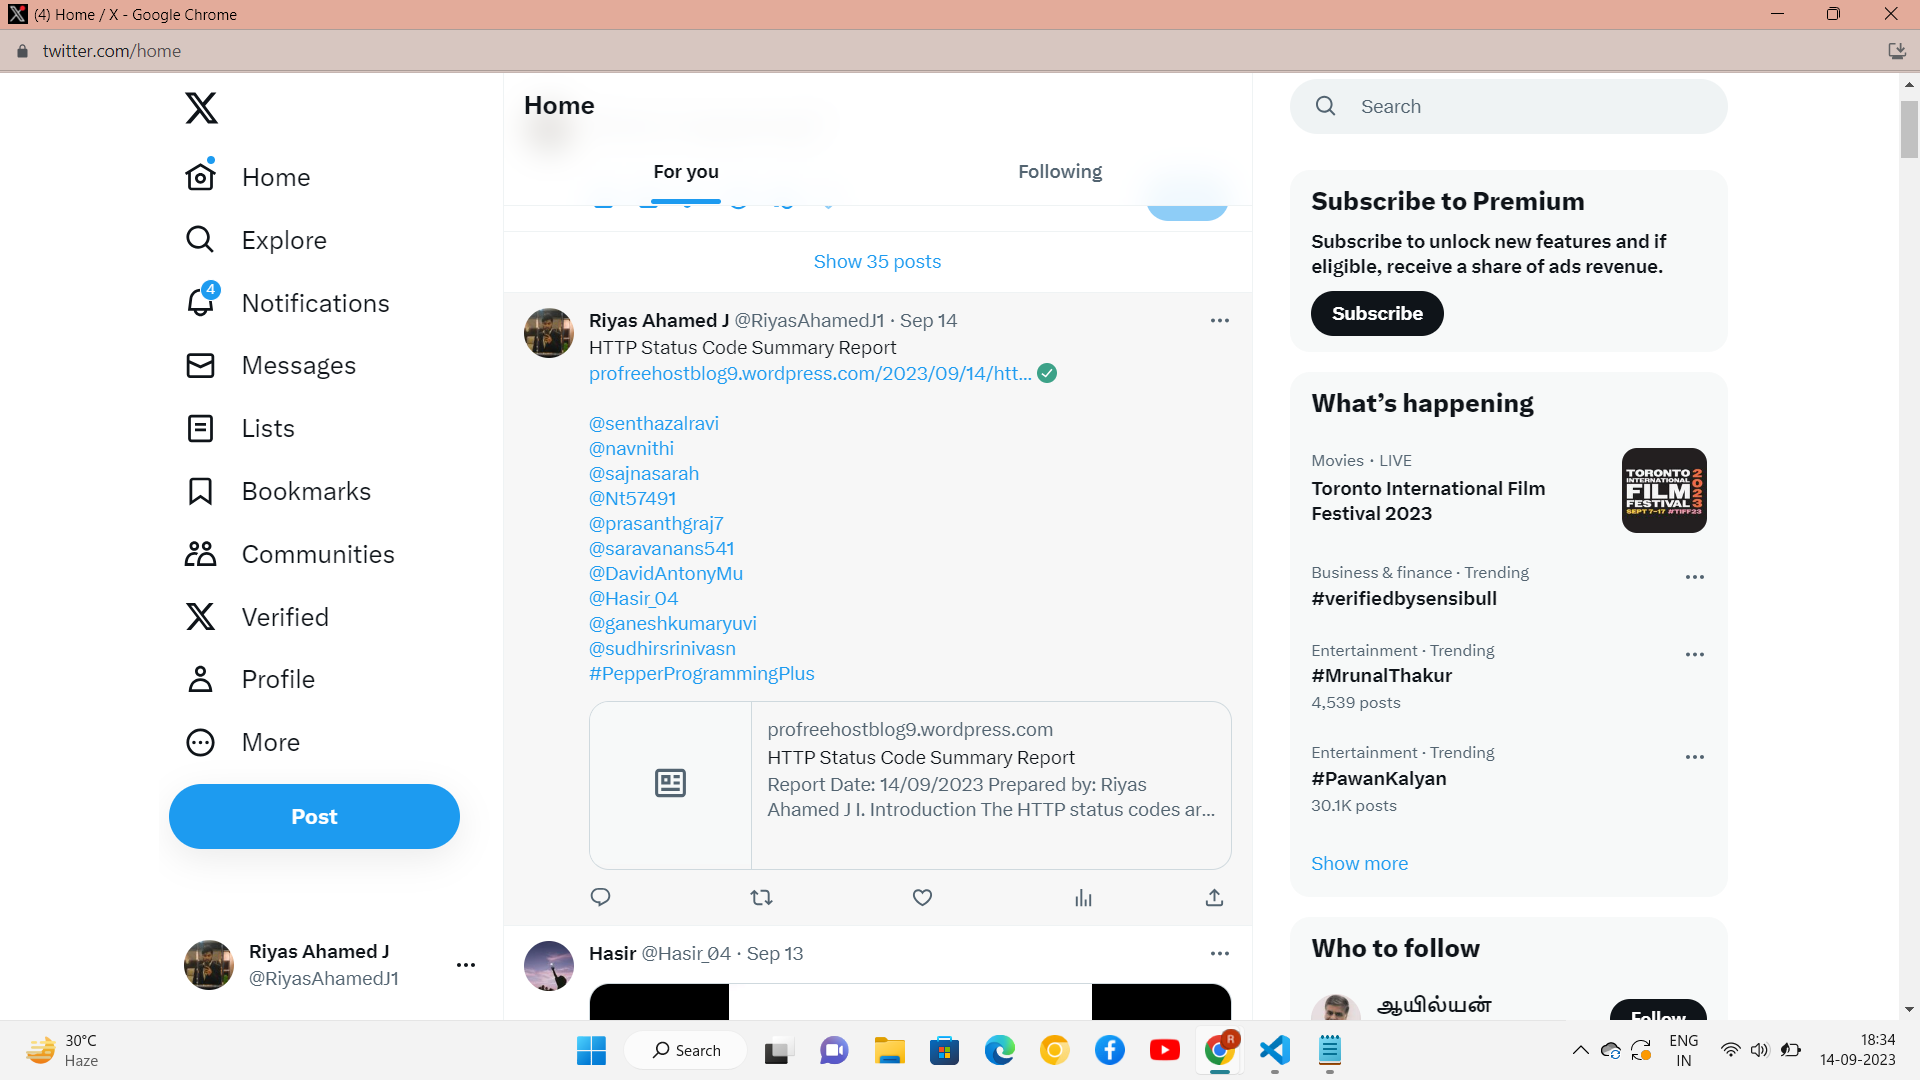 (4) Home / X - Google Chrome
twitter.com/home
Home
Explore
4
Notifications
Messages
Lists
Bookmarks
Communities
Verified
Profile
More
Post
Riyas Ahamed J
@RiyasAhamedJ1
Home
For you
Following
Show 35 posts
Riyas Ahamed J @RiyasAhamedJ1 · Sep 14
HTTP Status Code Summary Report
profreehostblog9.wordpress.com/2023/09/14/htt...
@senthazalravi
@navnithi
@sajnasarah
@Nt57491
@prasanthgraj7
@saravanans541
@DavidAntonyMu
@Hasir_04
@ganeshkumaryuvi
@sudhirsrinivasn
#PepperProgrammingPlus
profreehostblog9.wordpress.com
HTTP Status Code Summary Report
Report Date: 14/09/2023 Prepared by: Riyas
Ahamed J I. Introduction The HTTP status codes ar...
Hasir @Hasir_04 · Sep 13
Search
Subscribe to Premium
Subscribe to unlock new features and if
eligible, receive a share of ads revenue.
Subscribe
What’s happening
Movies · LIVE
Toronto International Film
Festival 2023
TORONTO
INTERNATIONAL
FILM
FESTIVAL
2023
SEPT 7–17 #TIFF23
Business & finance · Trending
#verifiedbysensibull
Entertainment · Trending
#MrunalThakur
4,539 posts
Entertainment · Trending
#PawanKalyan
30.1K posts
Show more
Who to follow
ஆயில்யன்
Follow
30°C
Haze
Search
R
ENG
IN
18:34
14-09-2023